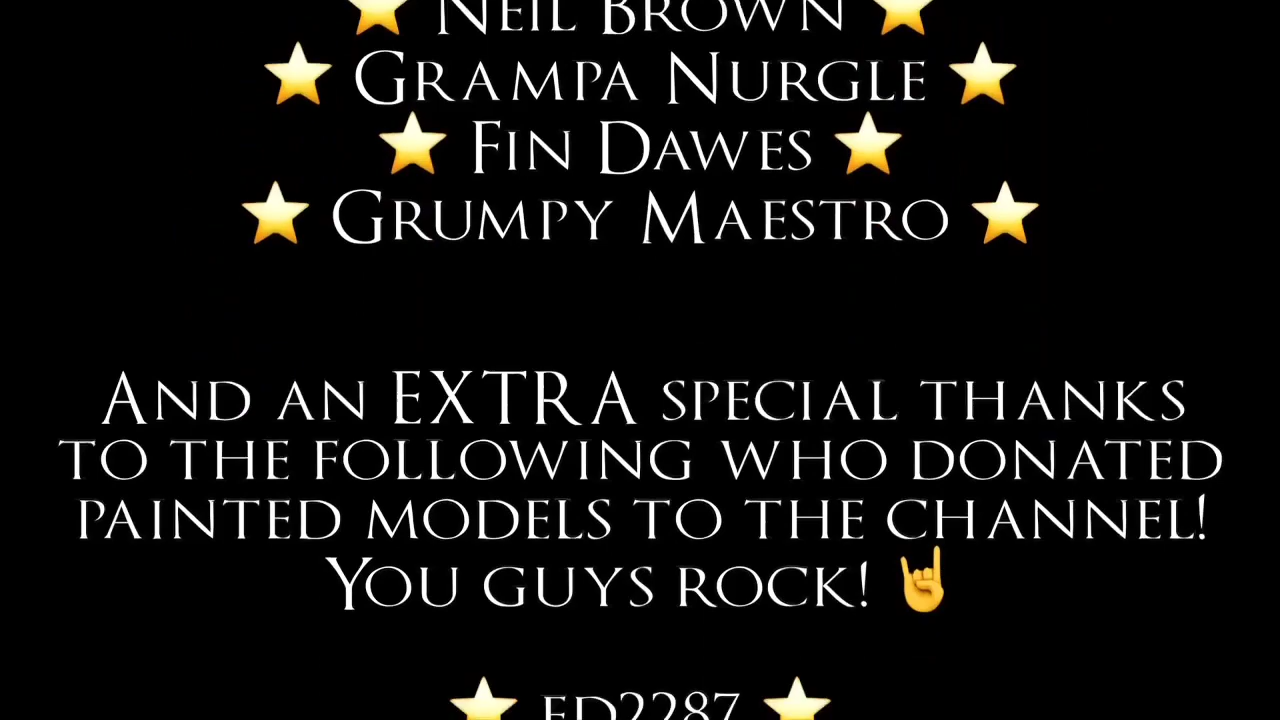 ⭐ Neil Brown ⭐
⭐ Grampa Nurgle ⭐
⭐ Fin Dawes ⭐
⭐ Grumpy Maestro ⭐
And an EXTRA special thanks
to the following who donated
painted models to the channel!
You guys rock! 🤘
⭐ ed2287 ⭐